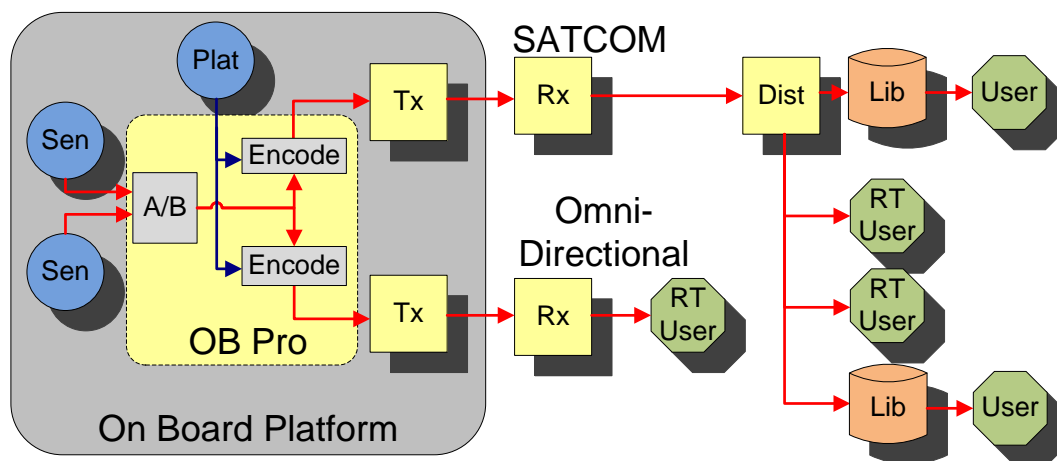 Plat
SATCOM
Tx
Rx
Dist
Lib
User
Sen
Encode
A/B
Sen
Encode
OB Pro
On Board Platform
Omni-
Directional
Tx
Rx
RT
User
RT
User
RT
User
Lib
User